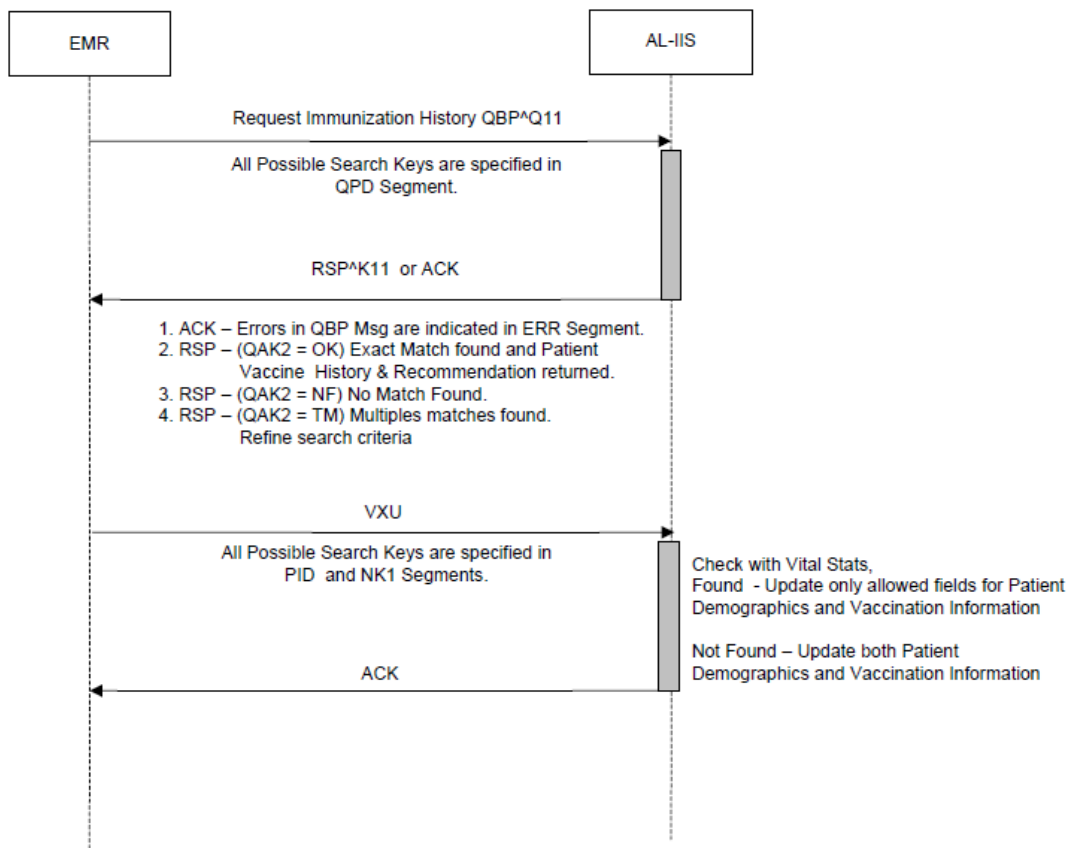 EMR
AL-IIS
Request Immunization History QBP^Q11
All Possible Search Keys are specified in
QPD Segment.
RSP^K11 or ACK
1. ACK – Errors in QBP Msg are indicated in ERR Segment.
2. RSP – (QAK2 = OK) Exact Match found and Patient
Vaccine History & Recommendation returned.
3. RSP – (QAK2 = NF) No Match Found.
4. RSP – (QAK2 = TM) Multiples matches found.
Refine search criteria
VXU
All Possible Search Keys are specified in
PID and NK1 Segments.
Check with Vital Stats,
Found - Update only allowed fields for Patient
Demographics and Vaccination Information
Not Found – Update both Patient
Demographics and Vaccination Information
ACK